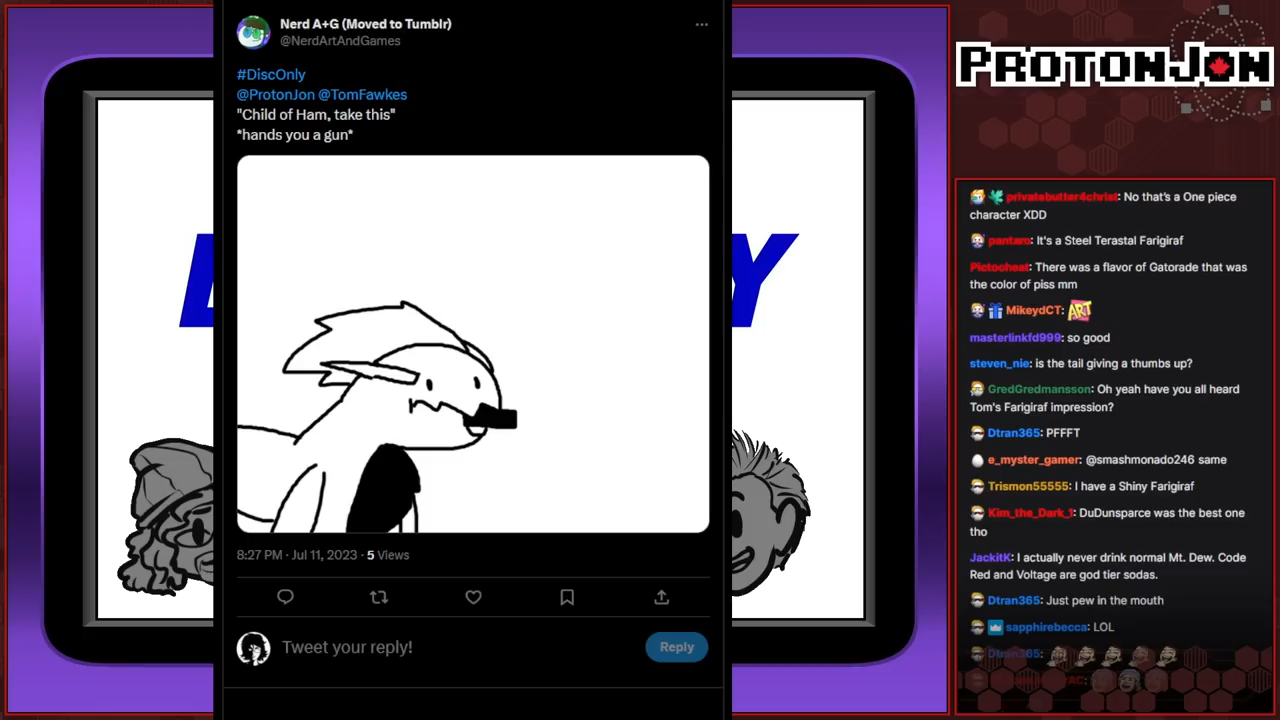 Nerd A+G (Moved to Tumblr)
@NerdArtAndGames
#DiscOnly
@ProtonJon @TomFawkes
"Child of Ham, take this"
*hands you a gun*
8:27 PM · Jul 11, 2023 · 5 Views
Tweet your reply!
Reply
Y
PROTONJON
privatebutter4christ: No that's a One piece
character XDD
pantaro: It's a Steel Terastal Farigiraf
Pictocheat: There was a flavor of Gatorade that was
the color of piss mm
MikeydCT: ART
masterlinkfd999: so good
steven_nie: is the tail giving a thumbs up?
GredGredmansson: Oh yeah have you all heard
Tom's Farigiraf impression?
Dtran365: PFFFT
e_myster_gamer: @smashmonado246 same
Trismon55555: I have a Shiny Farigiraf
Kim_the_Dark_1: DuDunsparce was the best one
tho
JackitK: I actually never drink normal Mt. Dew. Code
Red and Voltage are god tier sodas.
Dtran365: Just pew in the mouth
sapphirebecca: LOL
Dtran365: